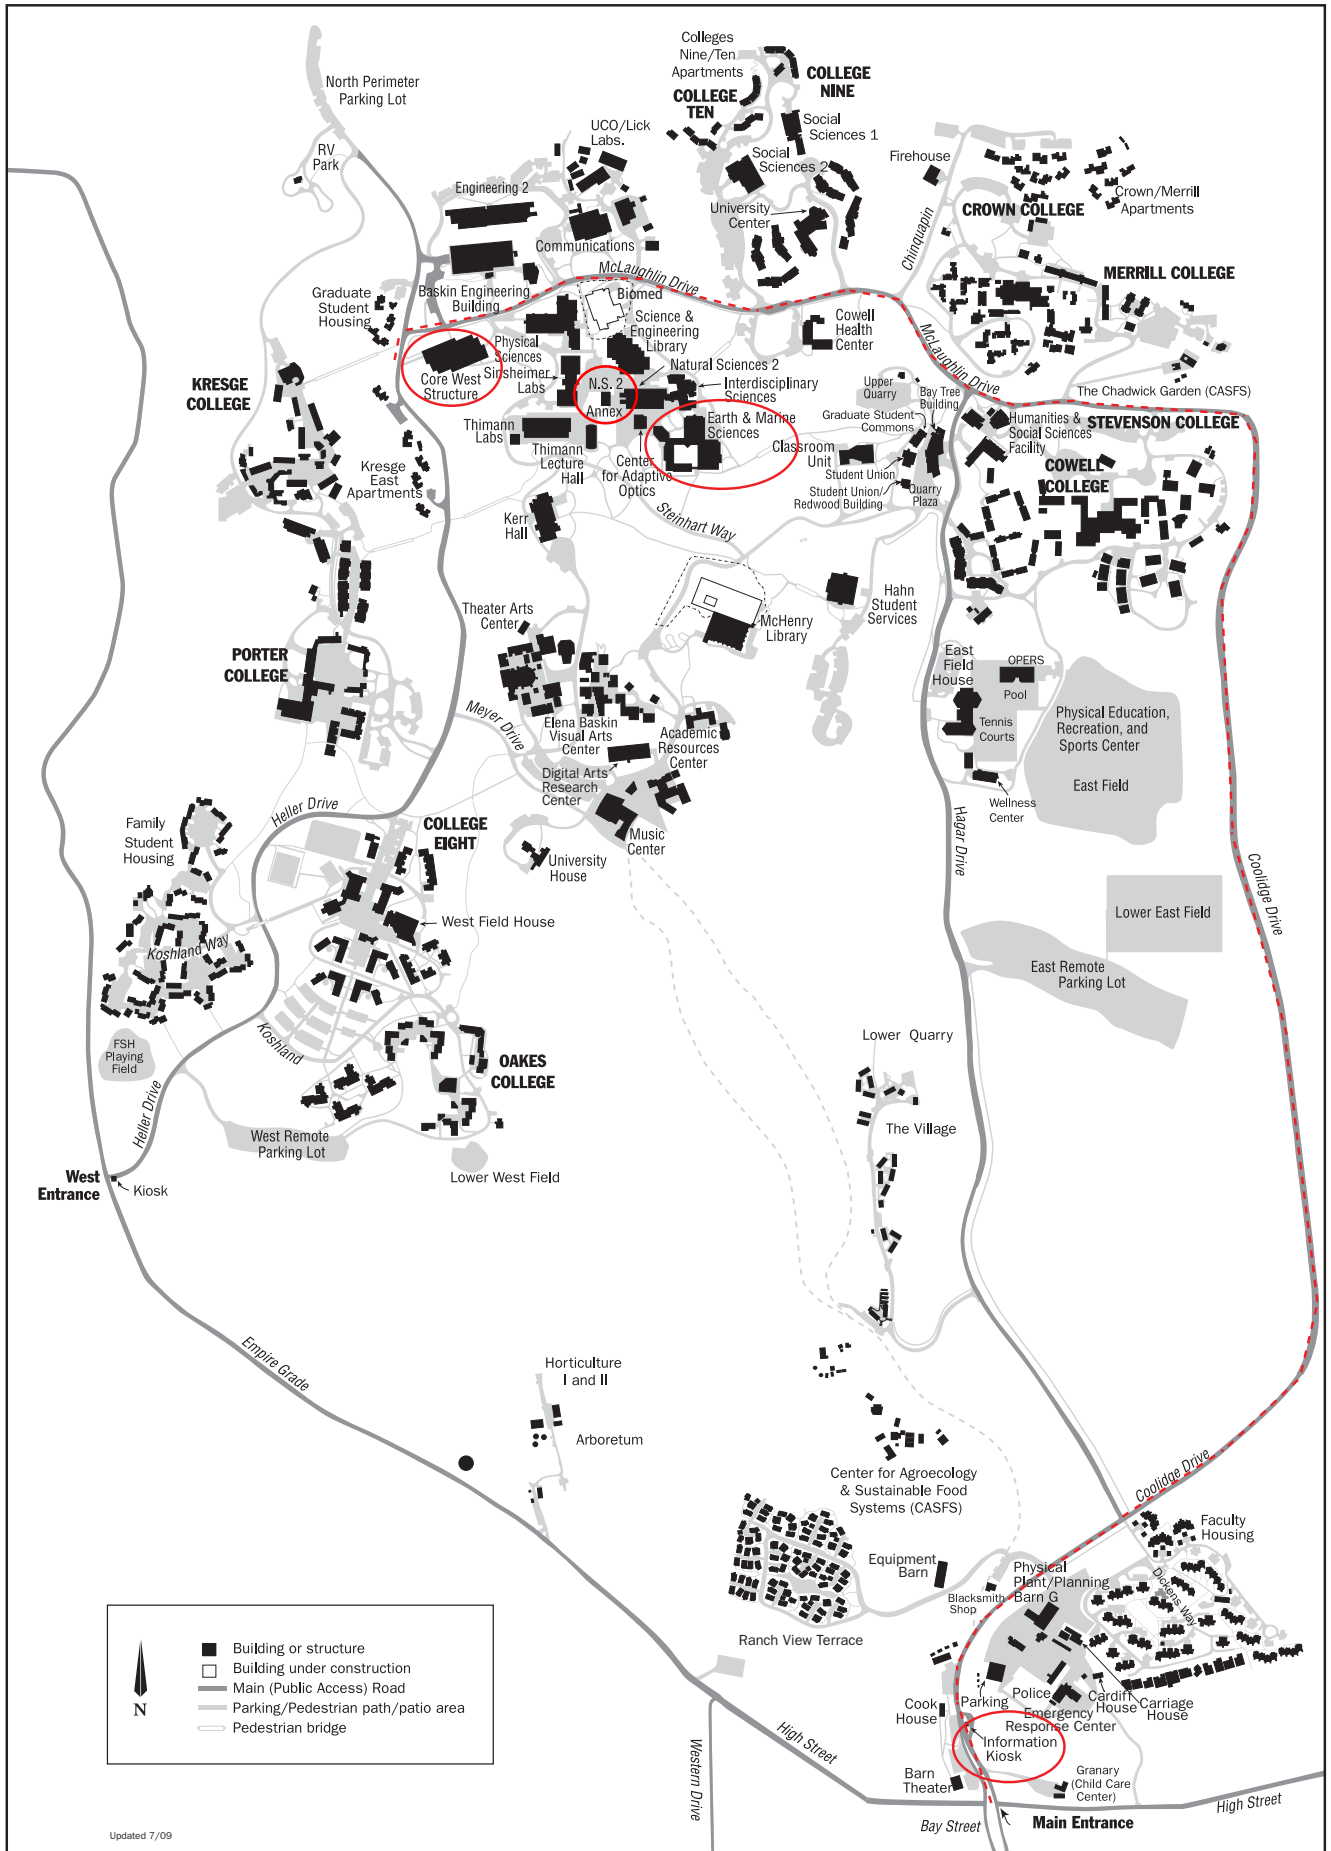 Colleges
Nine/Ten
Apartments
COLLEGE
NINE
COLLEGE
TEN
North Perimeter
Parking Lot
UCO/Lick
Labs.
Social
Sciences 1
Social
Sciences 2
Firehouse
RV
Park
Engineering 2
Crown/Merrill
Apartments
University
Center
CROWN COLLEGE
Chinquapin
Communications
McLaughlin Drive
MERRILL COLLEGE
Baskin Engineering
Building
Biomed
Graduate
Student
Housing
Science &
Engineering
Library
Cowell
Health
Center
McLaughlin Drive
Physical
Sciences
Sinsheimer
Labs
Natural Sciences 2
Core West
Structure
N.S. 2
Annex
Interdisciplinary
Sciences
Upper
Quarry
Bay Tree
Building
The Chadwick Garden (CASFS)
KRESGE
COLLEGE
Graduate Student
Commons
Earth & Marine
Sciences
Humanities &
Social Sciences
Facility
STEVENSON COLLEGE
Thimann
Labs
Thimann
Lecture
Hall
Center
for Adaptive
Optics
Classroom
Unit
Student Union
COWELL
COLLEGE
Kresge
East
Apartments
Student Union/
Redwood Building
Quarry
Plaza
Kerr
Hall
Steinhart Way
Hahn
Student
Services
Theater Arts
Center
McHenry
Library
PORTER
COLLEGE
East
Field
House
OPERS
Pool
Meyer Drive
Elena Baskin
Visual Arts
Center
Academic
Resources
Center
Tennis
Courts
Physical Education,
Recreation, and
Sports Center
East Field
Digital Arts
Research
Center
Wellness
Center
Heller Drive
Family
Student
Housing
COLLEGE
EIGHT
Music
Center
Hagar Drive
University
House
Coolidge Drive
West Field House
Lower East Field
Koshland Way
East Remote
Parking Lot
Koshland
FSH
Playing
Field
Lower Quarry
OAKES
COLLEGE
Heller Drive
The Village
West Remote
Parking Lot
West
Entrance
Kiosk
Lower West Field
Empire Grade
Horticulture
I and II
Arboretum
Center for Agroecology
& Sustainable Food
Systems (CASFS)
Coolidge Drive
Faculty
Housing
Equipment
Barn
Physical
Plant/Planning
Barn G
Blacksmith
Shop
Dickens Way
Ranch View Terrace
Building or structure
Building under construction
Main (Public Access) Road
Parking/Pedestrian path/patio area
Pedestrian bridge
N
Cook
House
Parking
Police
Cardiff
House
Carriage
House
Emergency
Response Center
Information
Kiosk
Western Drive
High Street
Barn
Theater
Granary
(Child Care
Center)
High Street
Bay Street
Main Entrance
Updated 7/09